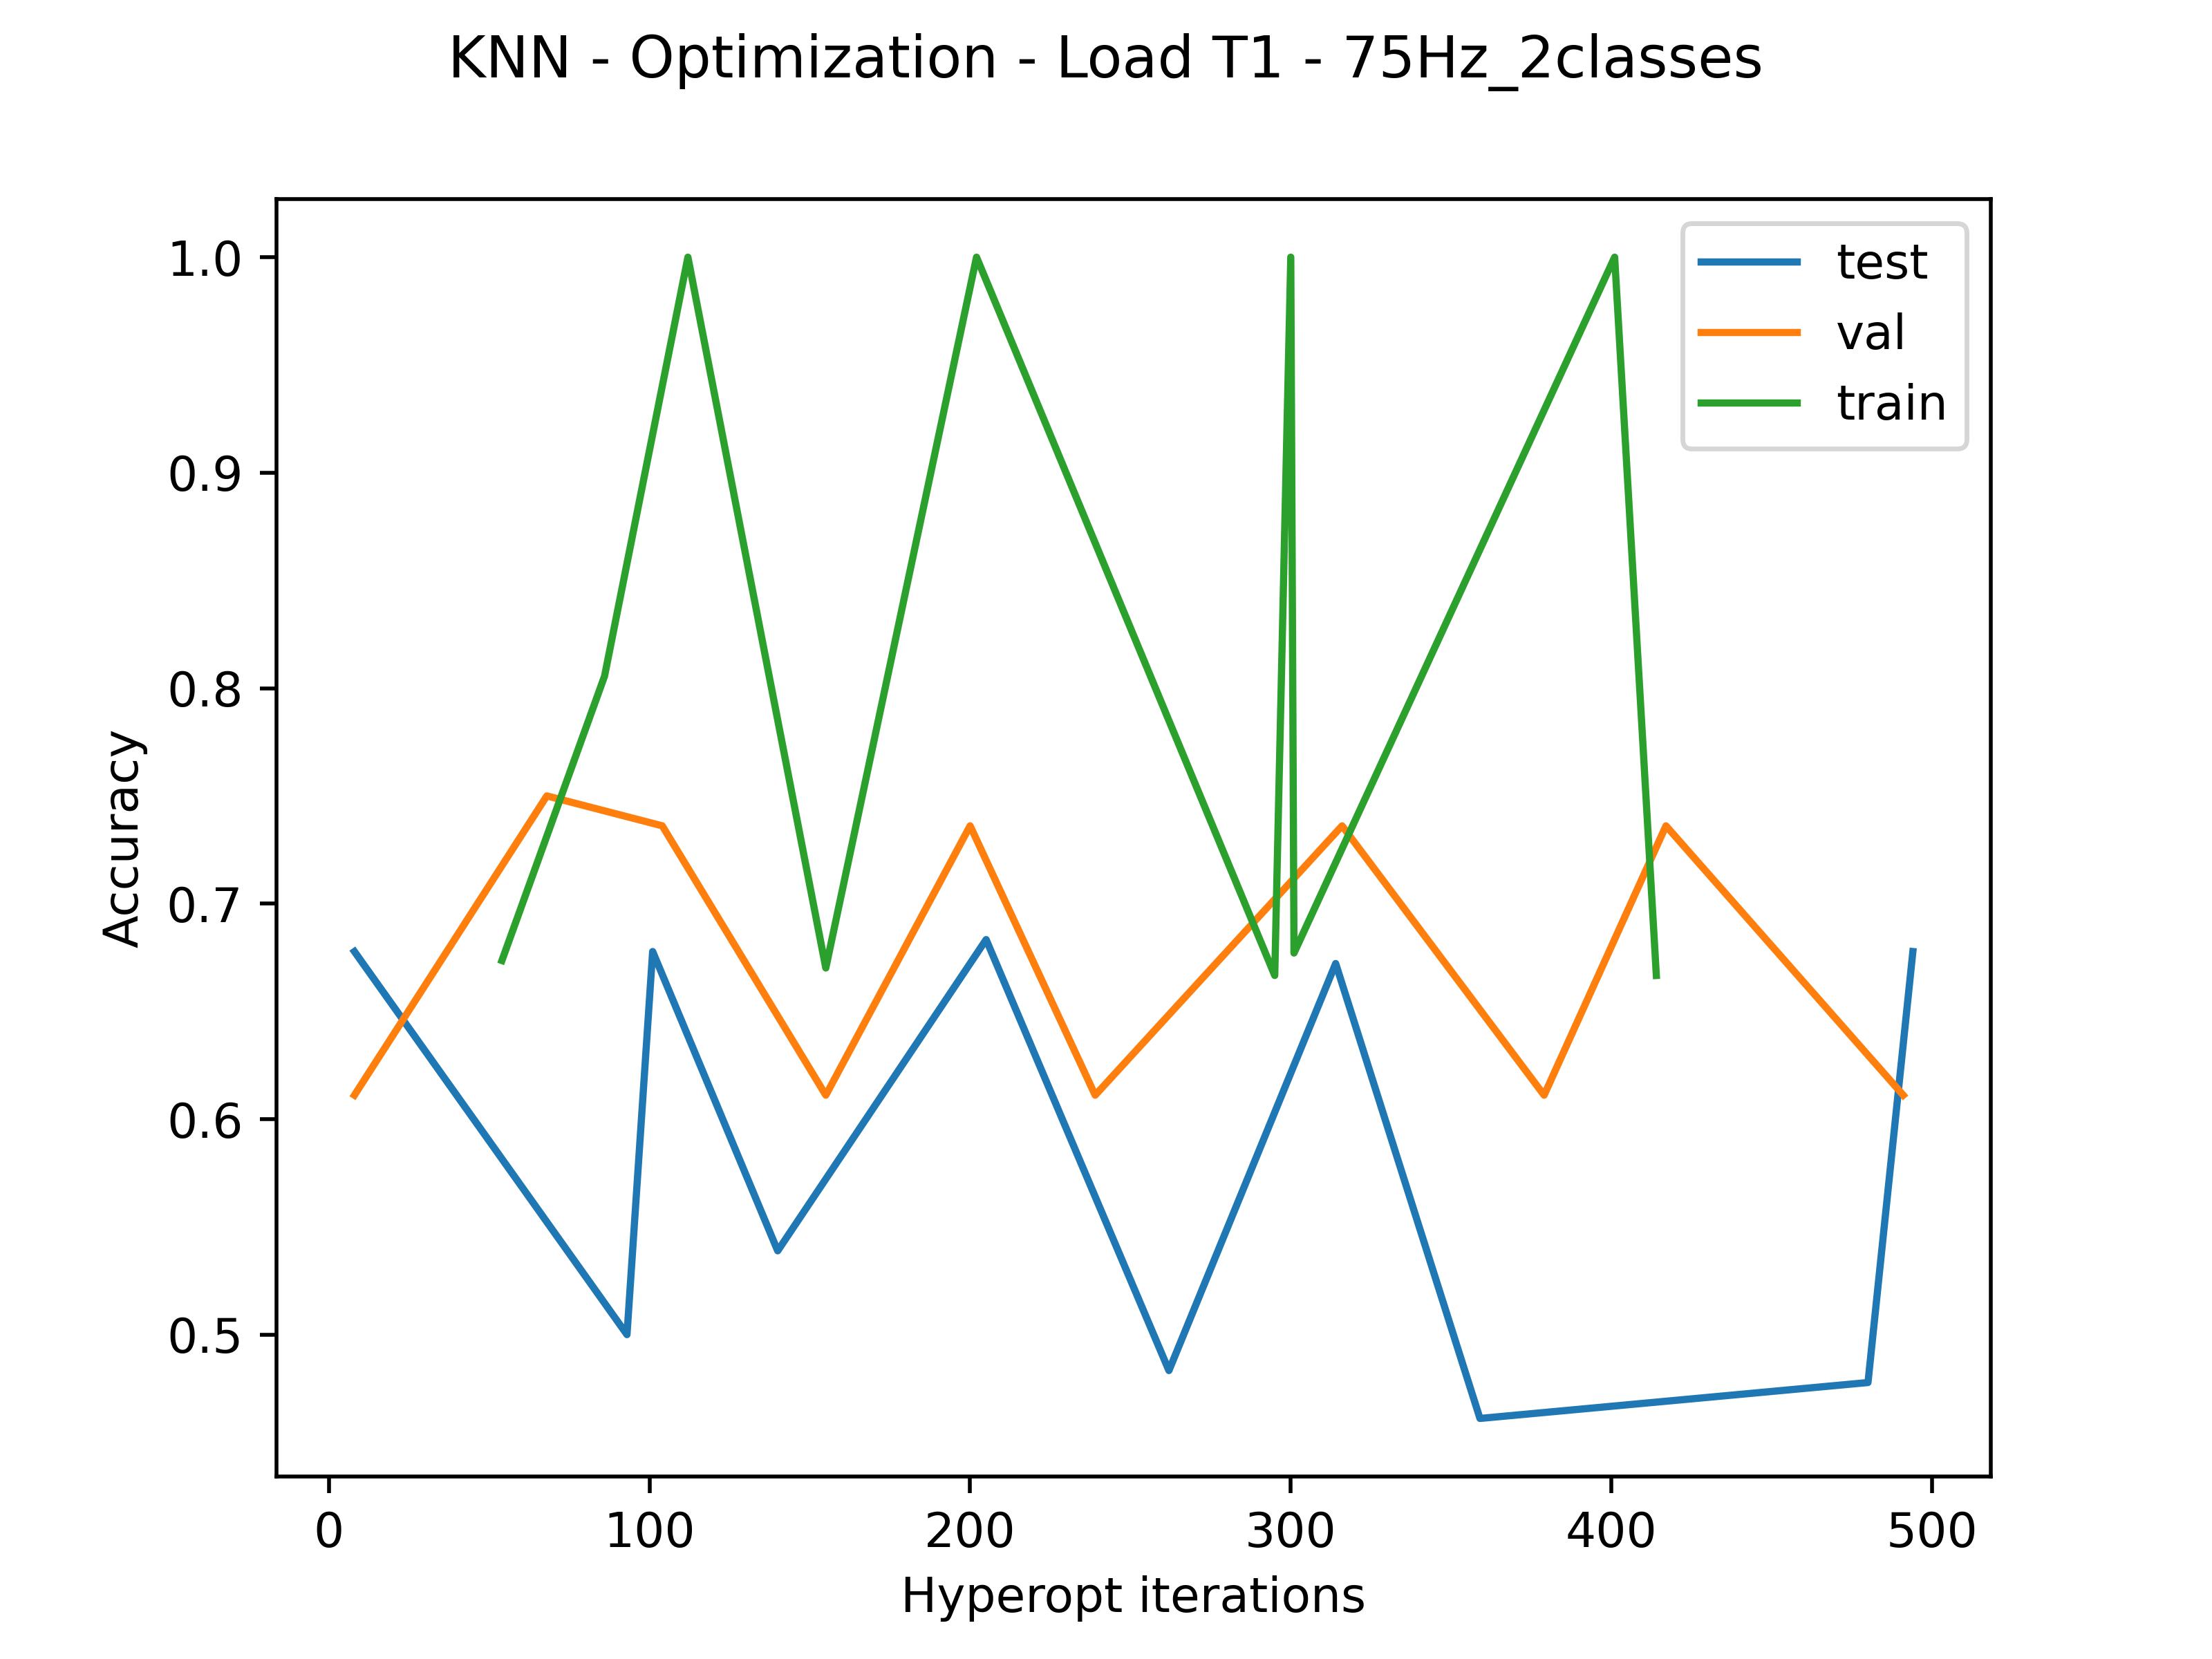 KNN - Optimization - Load T1 - 75Hz_2classes
test
val
train
1.0
0.9
0.8
0.7
0.6
0.5
Accuracy
0 100 200 300 400 500
Hyperopt iterations